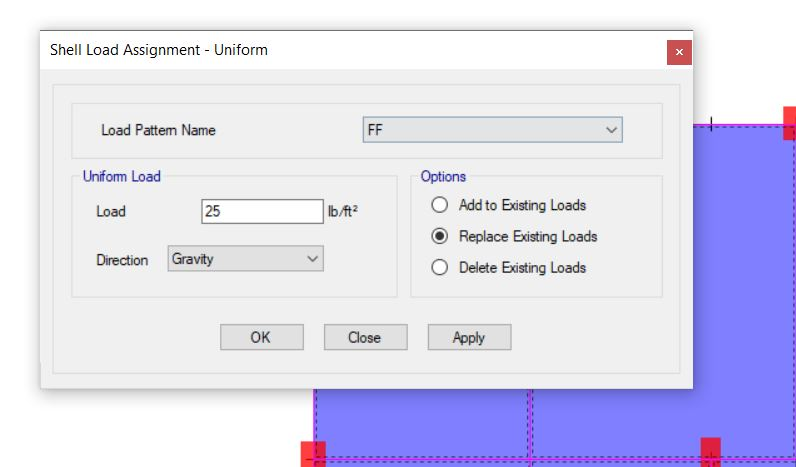 Shell Load Assignment - Uniform
Load Pattern Name FF
Uniform Load
Load 25 lb/ft²
Direction Gravity
Options
Add to Existing Loads
Replace Existing Loads
Delete Existing Loads
OK Close Apply